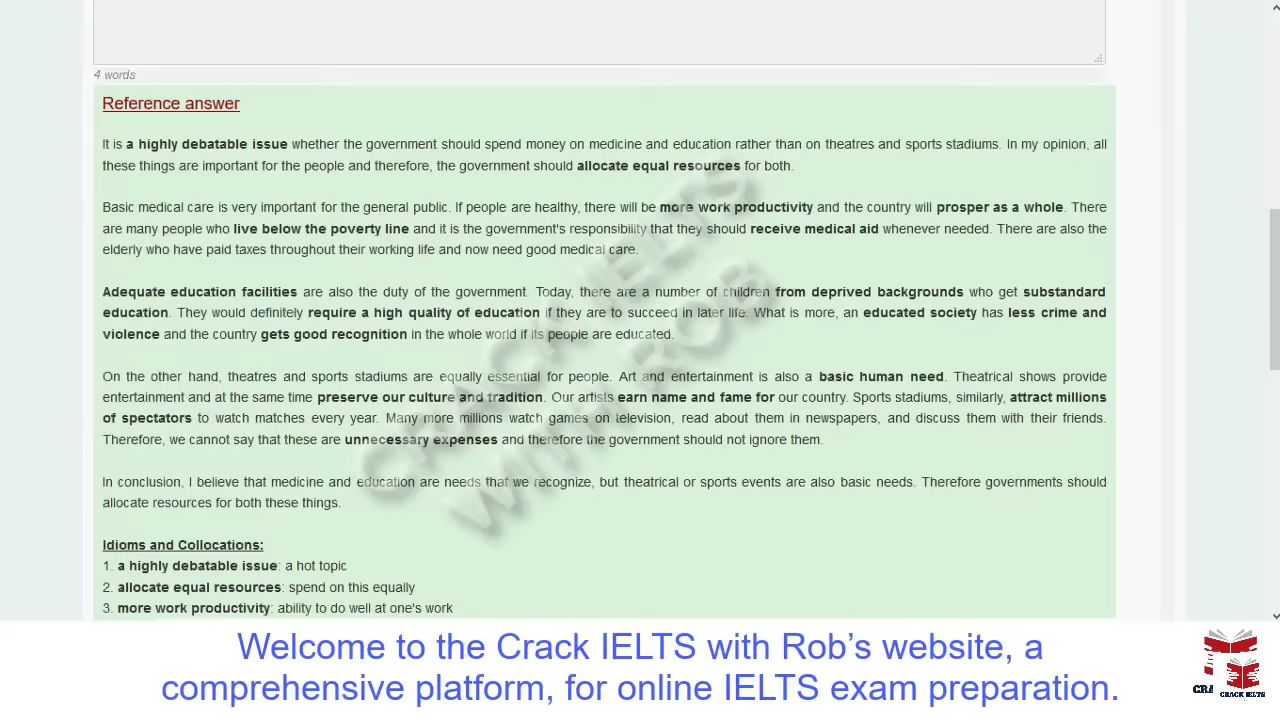 4 words
Reference answer
It is a highly debatable issue whether the government should spend money on medicine and education rather than on theatres and sports stadiums. In my opinion, all
these things are important for the people and therefore, the government should allocate equal resources for both.
Basic medical care is very important for the general public. If people are healthy, there will be more work productivity and the country will prosper as a whole. There
are many people who live below the poverty line and it is the government's responsibility that they should receive medical aid whenever needed. There are also the
elderly who have paid taxes throughout their working life and now need good medical care.
Adequate education facilities are also the duty of the government. Today, there are a number of children from deprived backgrounds who get substandard
education. They would definitely require a high quality of education if they are to succeed in later life. What is more, an educated society has less crime and
violence and the country gets good recognition in the whole world if its people are educated.
On the other hand, theatres and sports stadiums are equally essential for people. Art and entertainment is also a basic human need. Theatrical shows provide
entertainment and at the same time preserve our culture and tradition. Our artists earn name and fame for our country. Sports stadiums, similarly, attract millions
of spectators to watch matches every year. Many more millions watch games on television, read about them in newspapers, and discuss them with their friends.
Therefore, we cannot say that these are unnecessary expenses and therefore the government should not ignore them.
In conclusion, I believe that medicine and education are needs that we recognize, but theatrical or sports events are also basic needs. Therefore governments should
allocate resources for both these things.
Idioms and Collocations:
1. a highly debatable issue: a hot topic
2. allocate equal resources: spend on this equally
3. more work productivity: ability to do well at one's work
CRACK IELTS
WITH ROB
Welcome to the Crack IELTS with Rob’s website, a
comprehensive platform, for online IELTS exam preparation.
CRACK IELTS